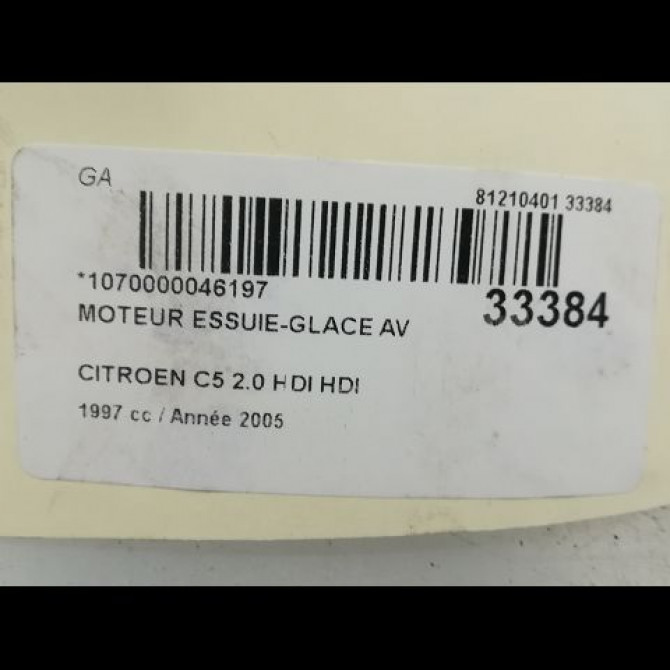 GA
81210401 33384
*1070000046197
33384
MOTEUR ESSUIE-GLACE AV
CITROEN C5 2.0 HDI HDI
1997 cc / Année 2005